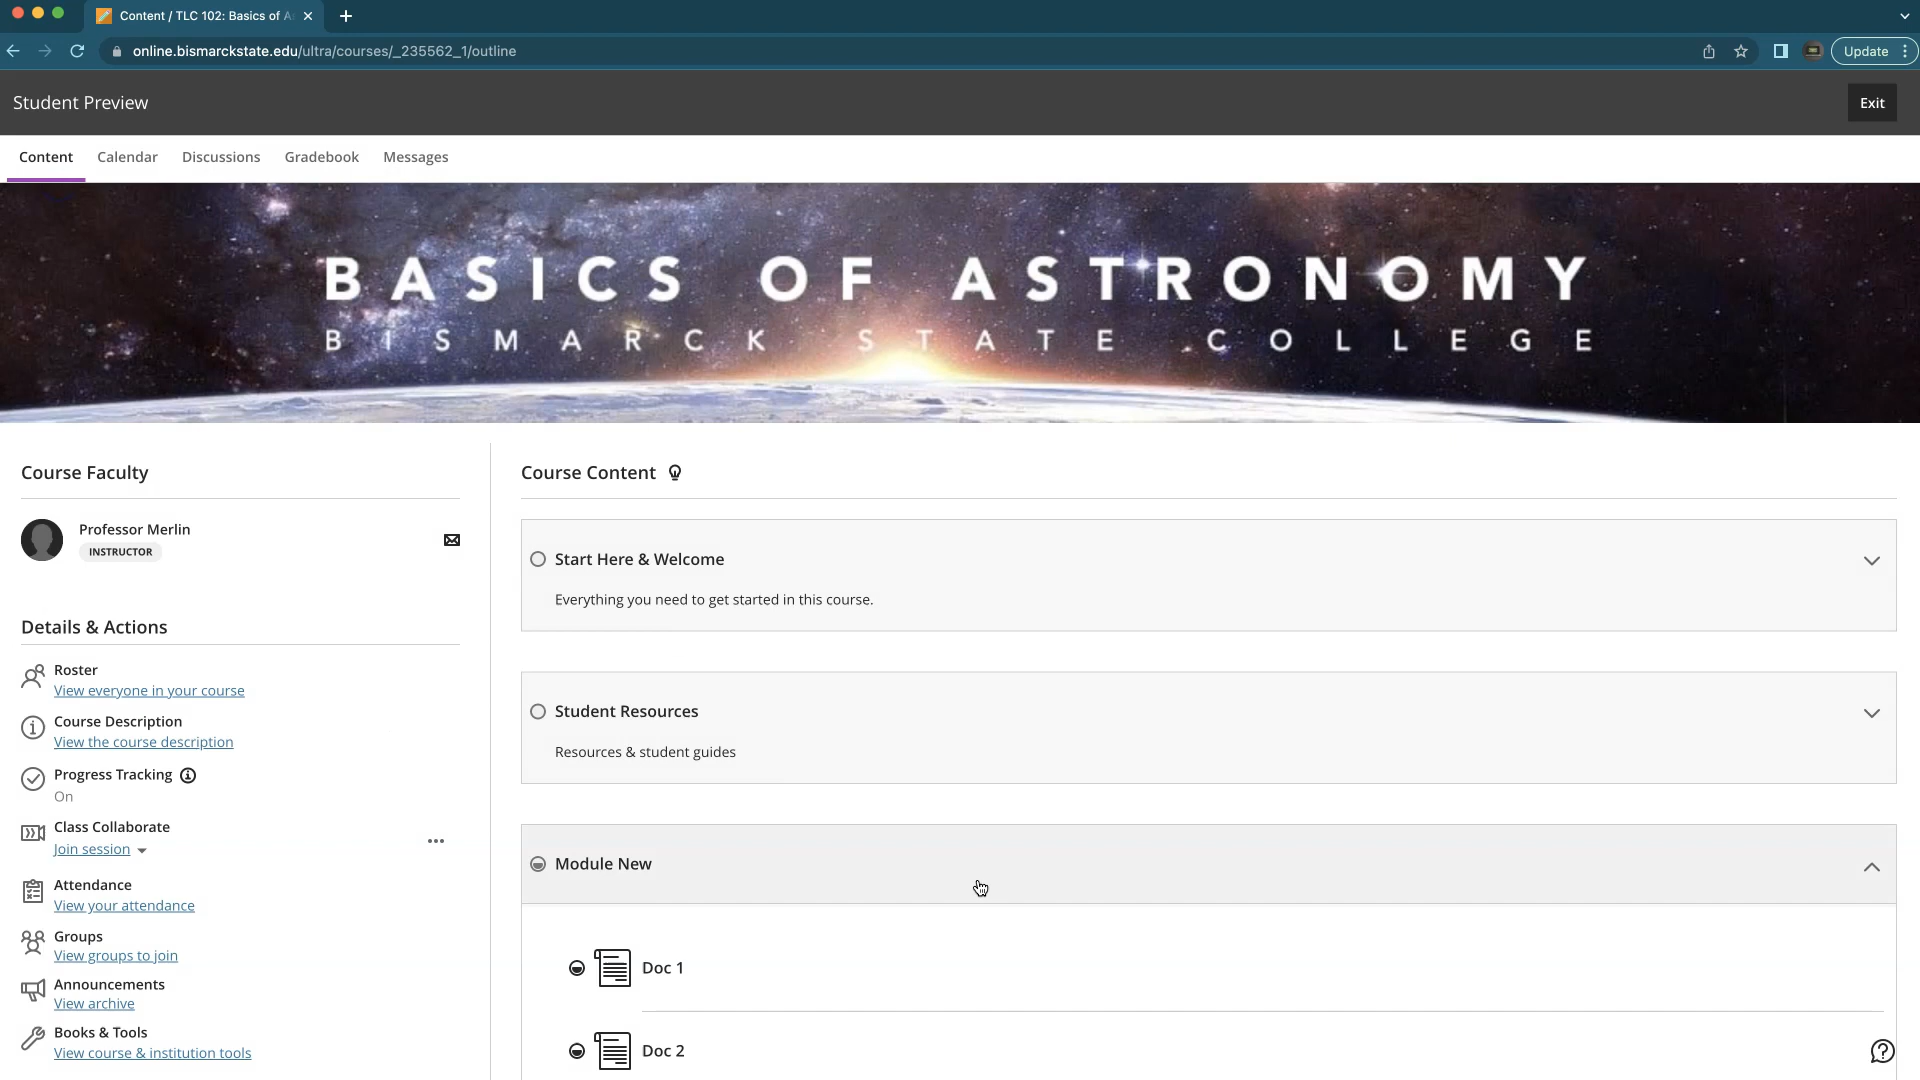 Content / TLC 102: Basics of A
online.bismarckstate.edu/ultra/courses/_235562_1/outline
Update
Student Preview
Exit
Content
Calendar
Discussions
Gradebook
Messages
BASICS OF ASTRONOMY
BISMARCK STATE COLLEGE
Course Faculty
Professor Merlin
INSTRUCTOR
Details & Actions
Roster
View everyone in your course
Course Description
View the course description
Progress Tracking
On
Class Collaborate
Join session
Attendance
View your attendance
Groups
View groups to join
Announcements
View archive
Books & Tools
View course & institution tools
Course Content
Start Here & Welcome
Everything you need to get started in this course.
Student Resources
Resources & student guides
Module New
Doc 1
Doc 2